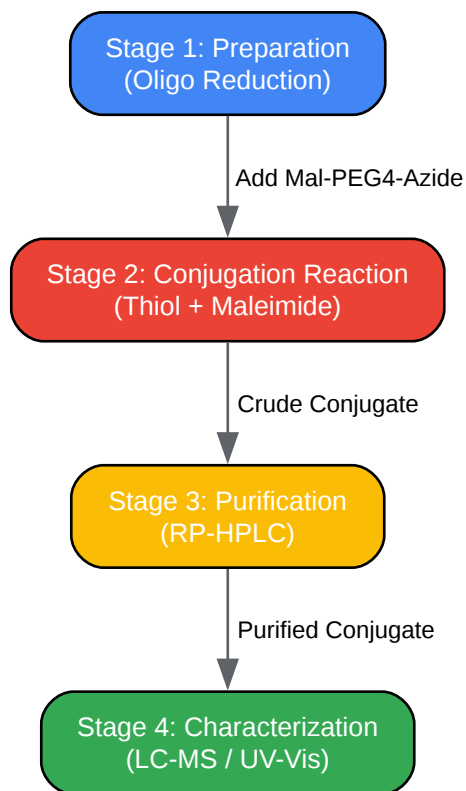 Stage 1: Preparation
(Oligo Reduction)
Add Mal-PEG4-Azide
Stage 2: Conjugation Reaction
(Thiol + Maleimide)
Crude Conjugate
Stage 3: Purification
(RP-HPLC)
Purified Conjugate
Stage 4: Characterization
(LC-MS / UV-Vis)